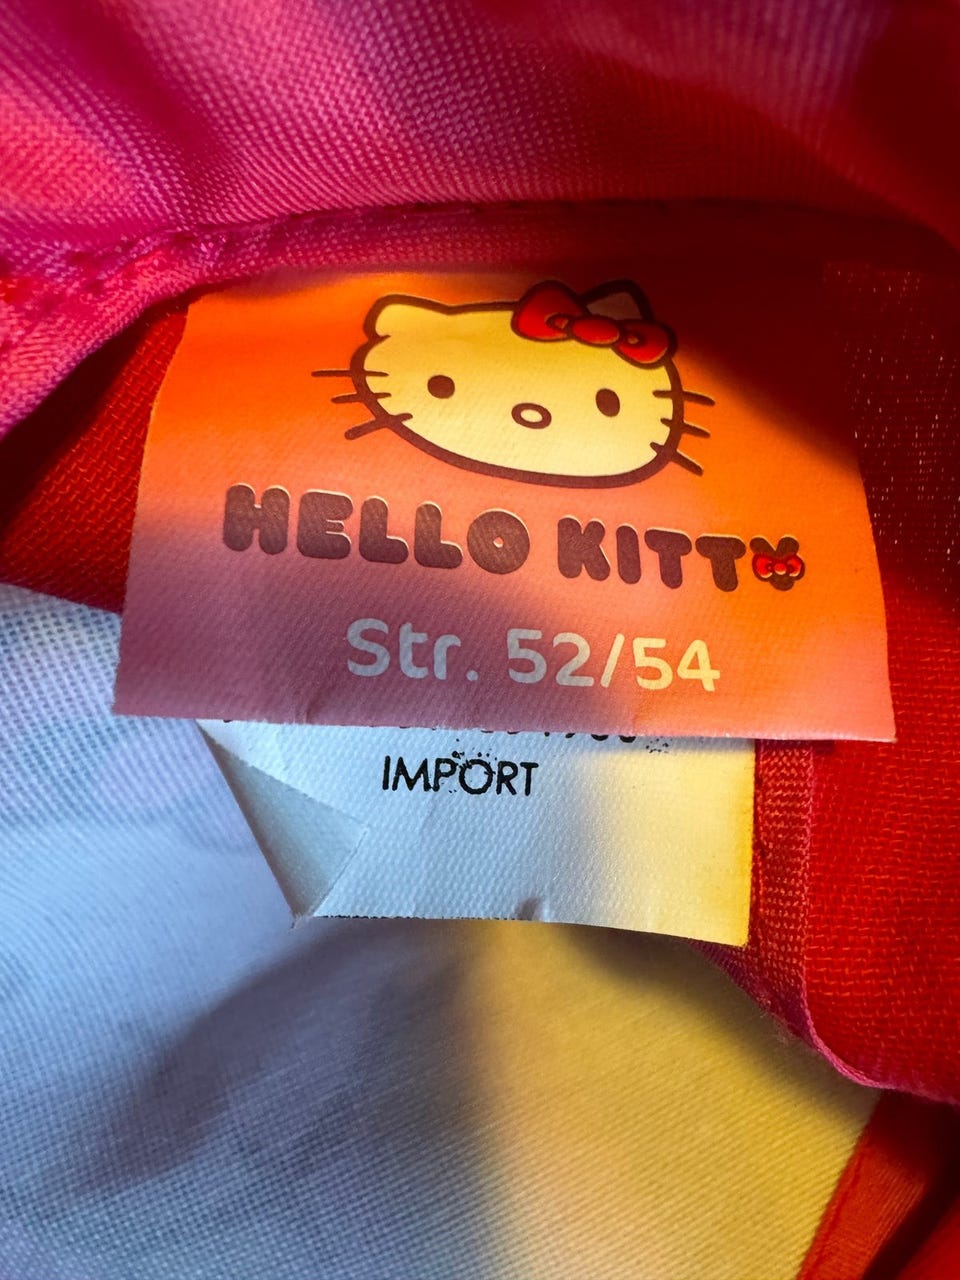 HELLO KITTY
Str. 52/54
IMPORT